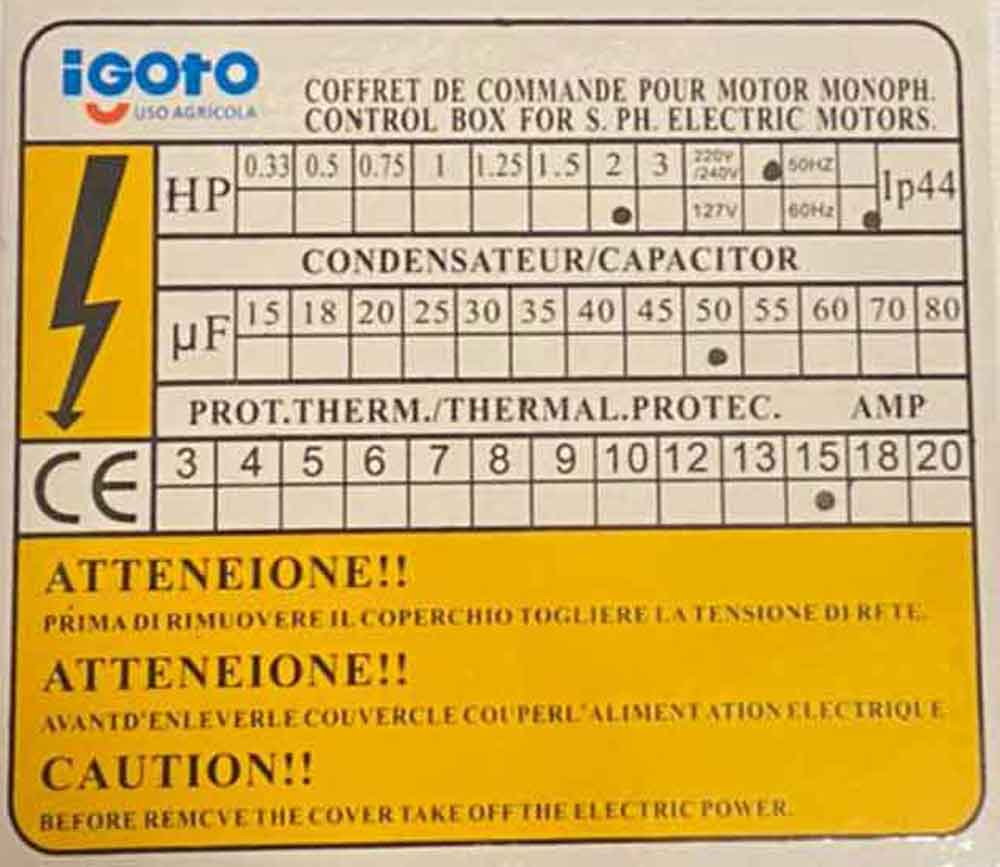 iGOTO
USO AGRÍCOLA
COFFRET DE COMMANDE POUR MOTOR MONOPH.
CONTROL BOX FOR S. PH. ELECTRIC MOTORS.
HP 0.33 0.5 0.75 1 1.25 1.5 2 3 220V/240V 50HZ Ip44
127V 60Hz
CONDENSATEUR/CAPACITOR
µF 15 18 20 25 30 35 40 45 50 55 60 70 80
PROT.THERM./THERMAL.PROTEC. AMP
CE 3 4 5 6 7 8 9 10 12 13 15 18 20
ATTENEIONE!!
PRIMA DI RIMUOVERE IL COPERCHIO TOGLIERE LA TENSIONE DI RETE.
ATTENEIONE!!
AVANTD'ENLEVERLE COUVERCLE COUPERL'ALIMENTATION ELECTRIQUE
CAUTION!!
BEFORE REMCVE THE COVER TAKE OFF THE ELECTRIC POWER.